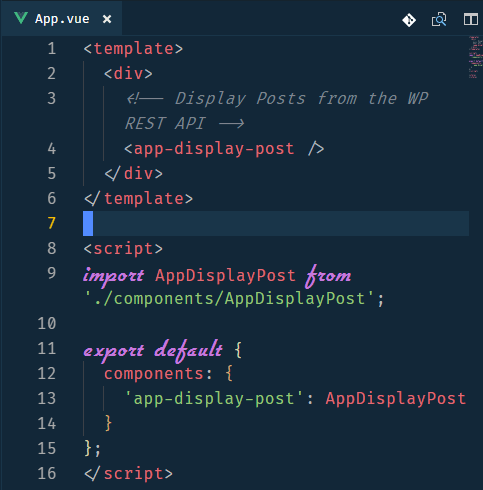 App.vue ×
1 <template>
2 <div>
3 <!-- Display Posts from the WP
REST API -->
4 <app-display-post />
5 </div>
6 </template>
7
8 <script>
9 import AppDisplayPost from
'./components/AppDisplayPost';
10
11 export default {
12 components: {
13 'app-display-post': AppDisplayPost
14 }
15 };
16 </script>